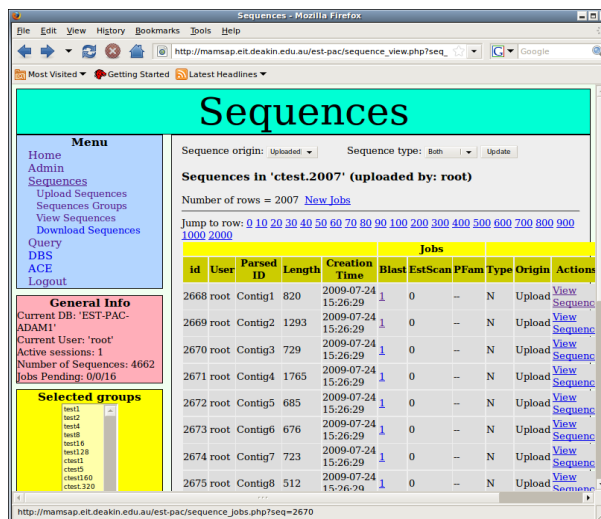 Sequences - Mozilla Firefox
File Edit View History Bookmarks Tools Help
http://mamsap.eit.deakin.edu.au/est-pac/sequence_view.php?seq_
G Google
Most Visited Getting Started Latest Headlines
Sequences
Menu
Home
Admin
Sequences
Upload Sequences
Sequences Groups
View Sequences
Download Sequences
Query
DBS
ACE
Logout
General Info
Current DB: 'EST-PAC-
ADAM1'
Current User: 'root'
Active sessions: 1
Number of Sequences: 4662
Jobs Pending: 0/0/16
Selected groups
test1
test2
test4
test8
test16
test128
ctest1
ctest5
ctest160
ctest.320
Sequence origin: Uploaded Sequence type: Both Update
Sequences in 'ctest.2007' (uploaded by: root)
Number of rows = 2007 New Jobs
Jump to row: 0 10 20 30 40 50 60 70 80 90 100 200 300 400 500 600 700 800 900
1000 2000
Jobs
id User Parsed ID Length Creation Time Blast EstScan PFam Type Origin Actions
2668 root Contig1 820 2009-07-24 15:26:29 1 0 -- N Upload View Sequenc
2669 root Contig2 1293 2009-07-24 15:26:29 1 0 -- N Upload View Sequenc
2670 root Contig3 729 2009-07-24 15:26:29 1 0 -- N Upload View Sequenc
2671 root Contig4 1765 2009-07-24 15:26:29 1 0 -- N Upload View Sequenc
2672 root Contig5 685 2009-07-24 15:26:29 1 0 -- N Upload View Sequenc
2673 root Contig6 676 2009-07-24 15:26:29 1 0 -- N Upload View Sequenc
2674 root Contig7 723 2009-07-24 15:26:29 1 0 -- N Upload View Sequenc
2675 root Contig8 512 2009-07-24 15:26:29 1 0 -- N Upload View Sequenc
http://mamsap.eit.deakin.edu.au/est-pac/sequence_jobs.php?seq=2670